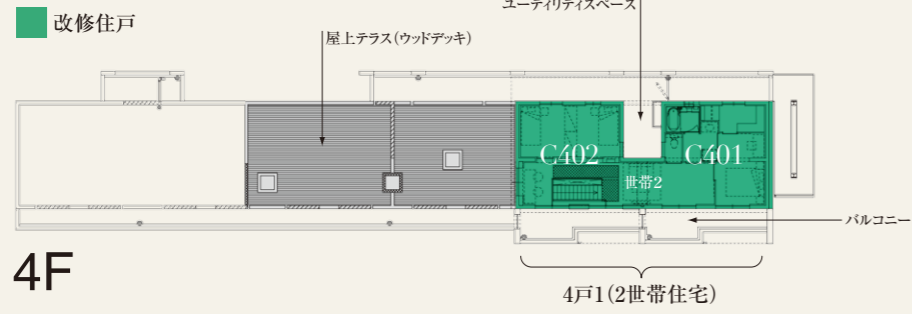 ユーティリティスペース
改修住戸
屋上テラス(ウッドデッキ)
C402
C401
世帯2
バルコニー
4F
4戸1(2世帯住宅)